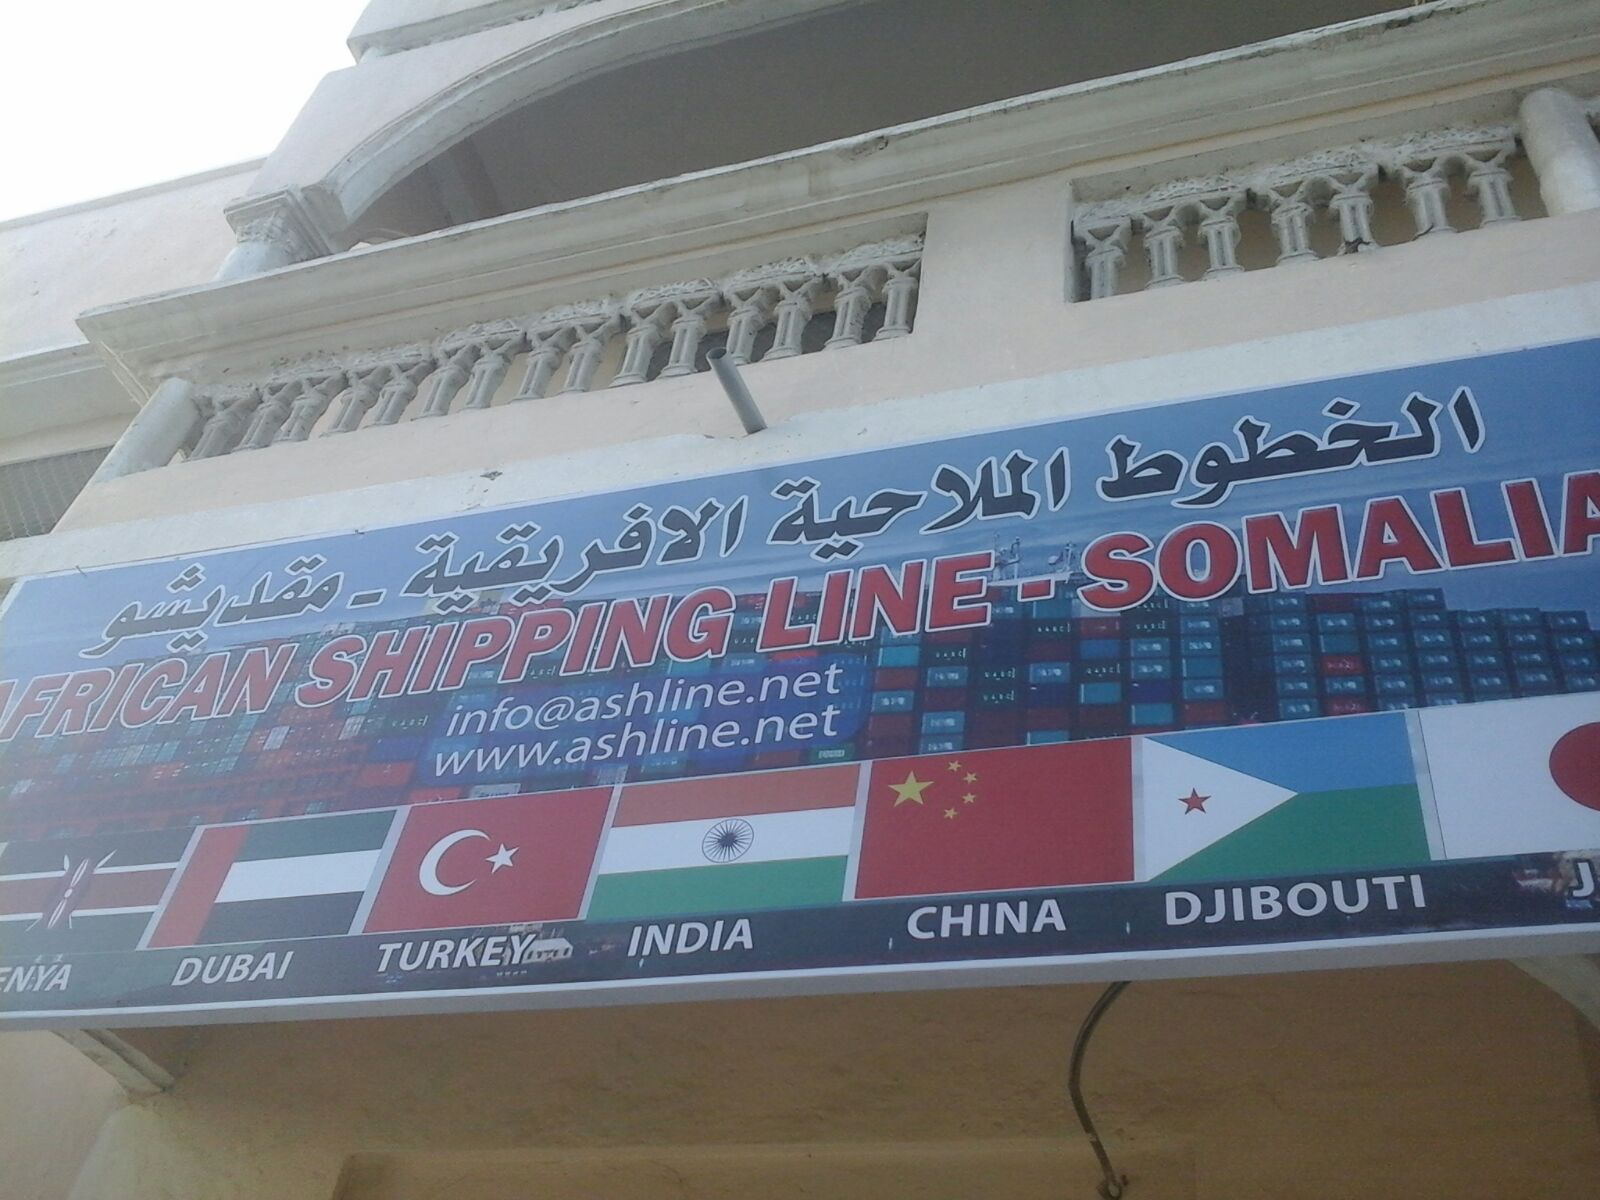 الخطوط الملاحية الافريقية - مقديشو
AFRICAN SHIPPING LINE - SOMALIA
info@ashline.net
www.ashline.net
ENYA DUBAI TURKEY INDIA CHINA DJIBOUTI J